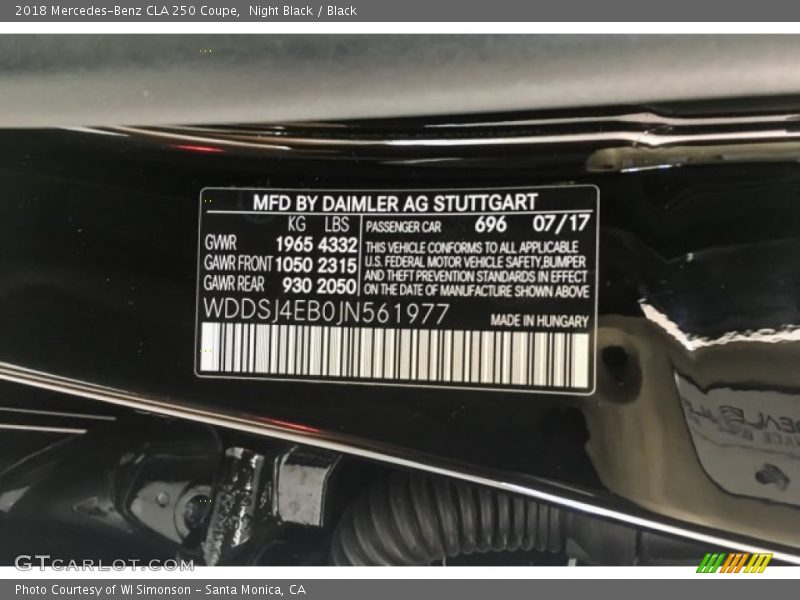 2018 Mercedes-Benz CLA 250 Coupe,  Night Black / Black
MFD BY DAIMLER AG STUTTGART
KG LBS
GWR 1965 4332
GAWR FRONT 1050 2315
GAWR REAR 930 2050
PASSENGER CAR 696 07/17
THIS VEHICLE CONFORMS TO ALL APPLICABLE
U.S. FEDERAL MOTOR VEHICLE SAFETY, BUMPER
AND THEFT PREVENTION STANDARDS IN EFFECT
ON THE DATE OF MANUFACTURE SHOWN ABOVE
WDDSJ4EB0JN561977
MADE IN HUNGARY
GTCARLOT.COM
Photo Courtesy of WI Simonson - Santa Monica, CA